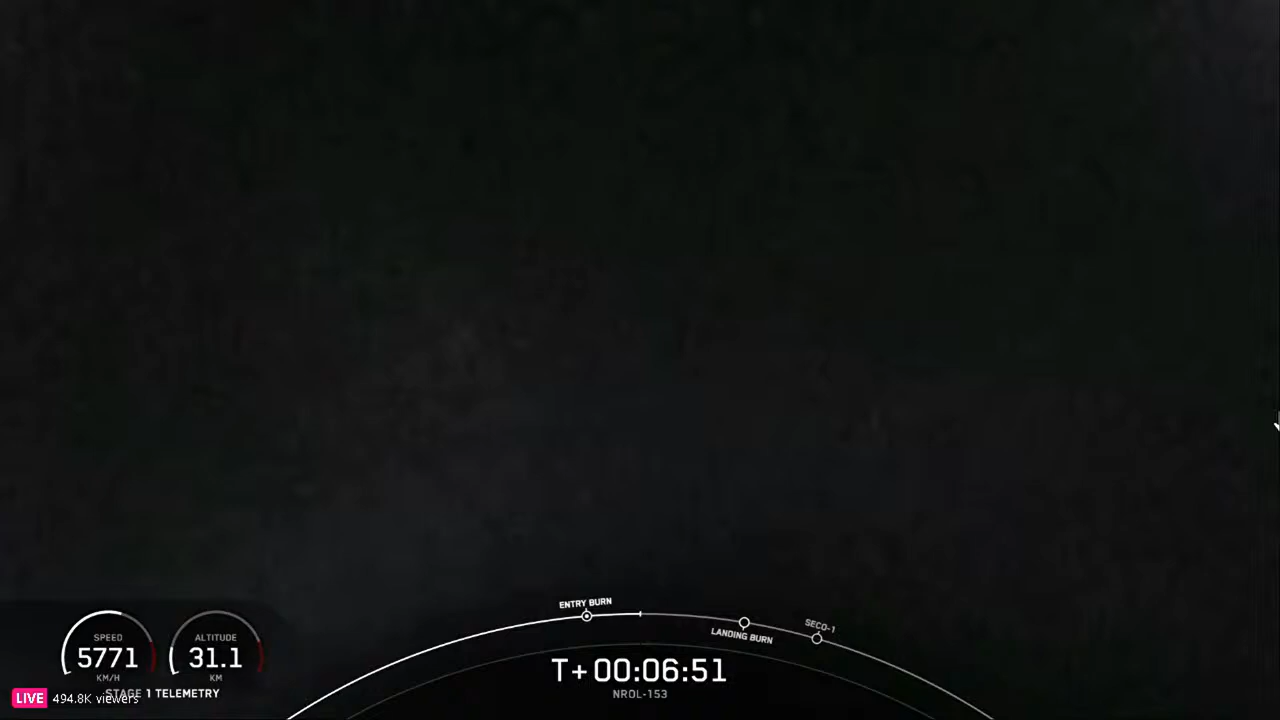 ENTRY BURN
LANDING BURN
SECO-1
SPEED
5771
KM/H
ALTITUDE
31.1
KM
STAGE 1 TELEMETRY
LIVE 494.8K viewers
T+00:06:51
NROL-153